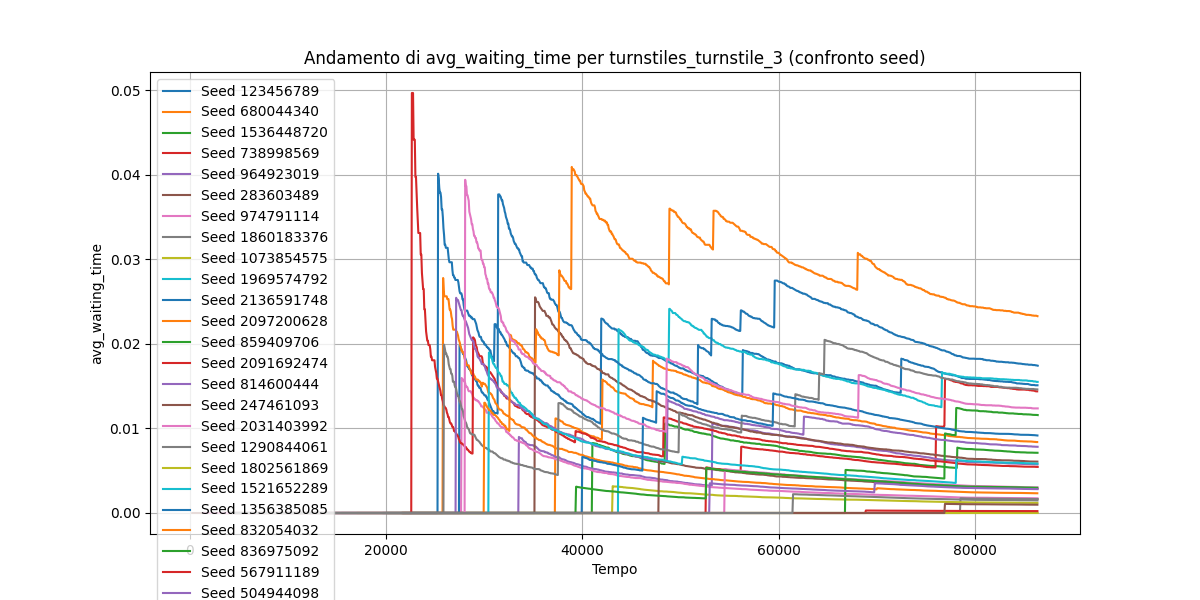 Andamento di avg_waiting_time per turnstiles_turnstile_3 (confronto seed)
avg_waiting_time
0.05
0.04
0.03
0.02
0.01
0.00
Seed 123456789
Seed 680044340
Seed 1536448720
Seed 738998569
Seed 964923019
Seed 283603489
Seed 974791114
Seed 1860183376
Seed 1073854575
Seed 1969574792
Seed 2136591748
Seed 2097200628
Seed 859409706
Seed 2091692474
Seed 814600444
Seed 247461093
Seed 2031403992
Seed 1290844061
Seed 1802561869
Seed 1521652289
Seed 1356385085
Seed 832054032
Seed 836975092
Seed 567911189
Seed 504944098
0 20000 40000 60000 80000
Tempo